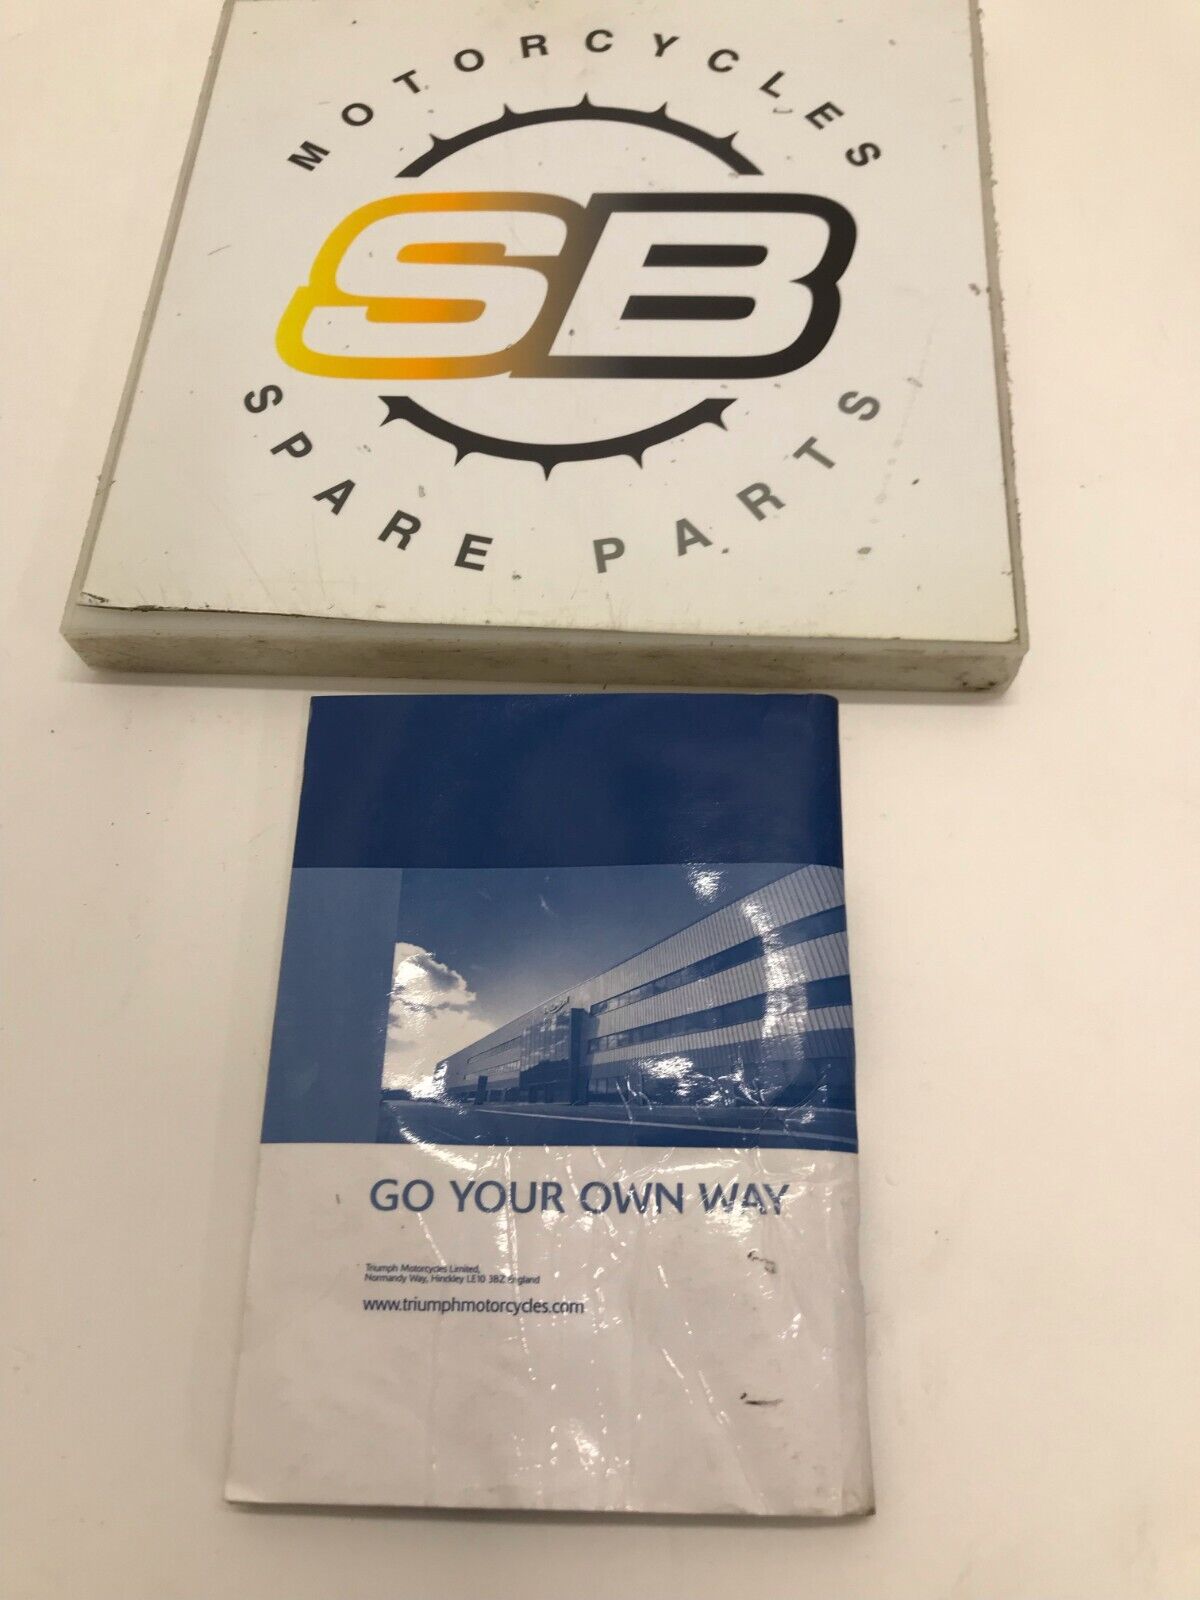 MOTORCYCLES
SB
SPARE PARTS
GO YOUR OWN WAY
Triumph Motorcycles Limited,
Normandy Way, Hinckley LE10 3BZ England
www.triumphmotorcycles.com